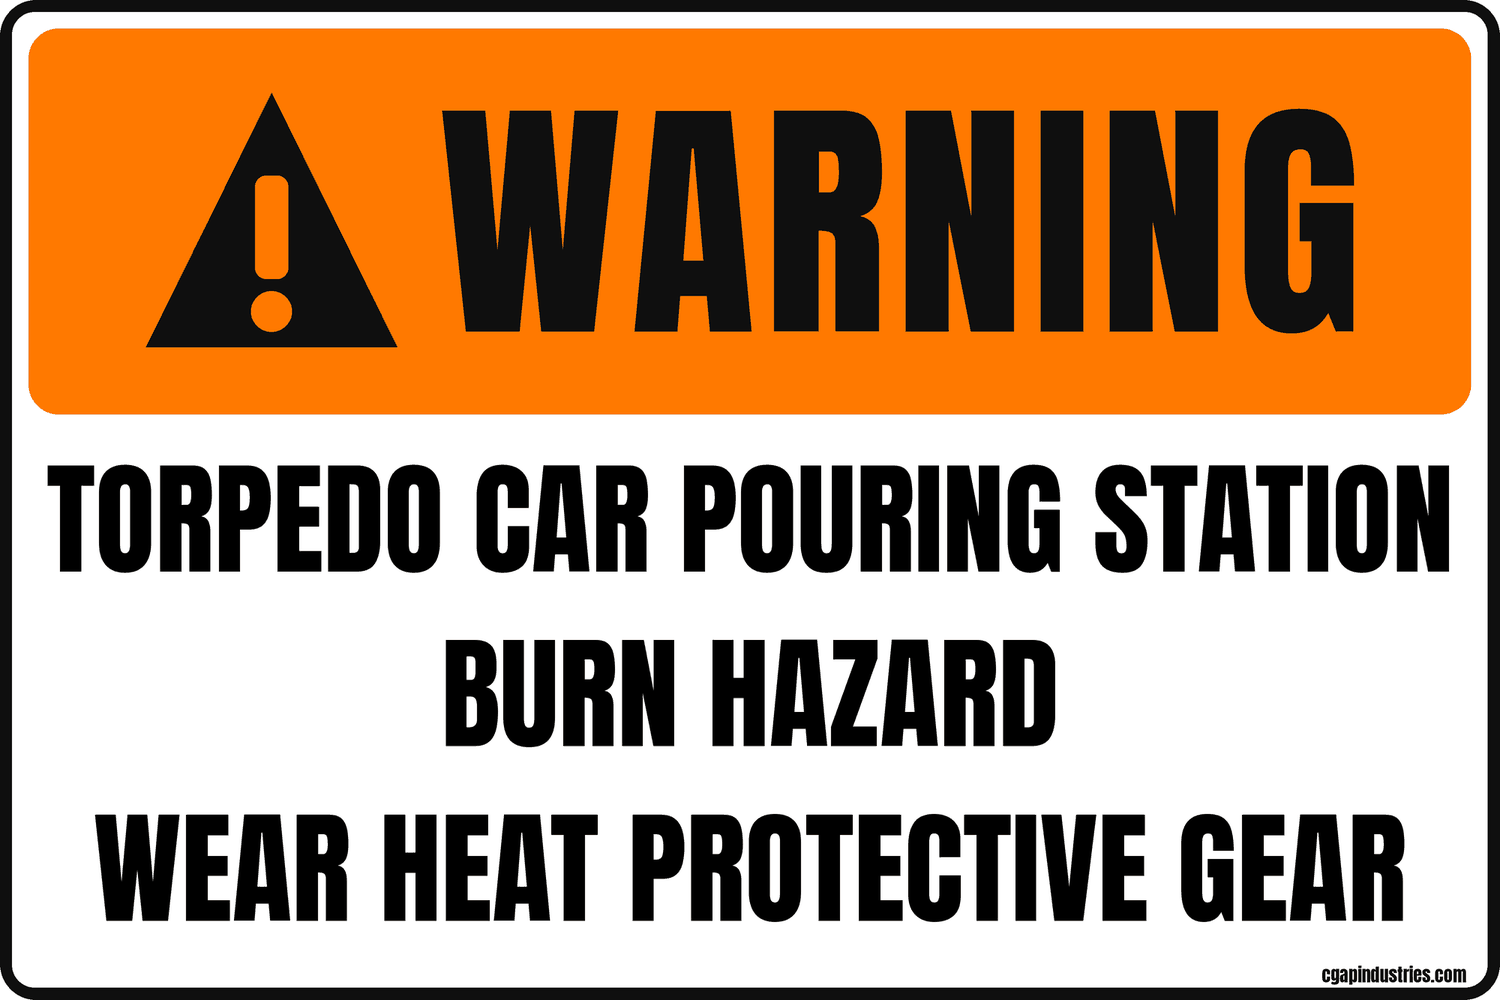 WARNING
TORPEDO CAR POURING STATION
BURN HAZARD
WEAR HEAT PROTECTIVE GEAR
cgapindustries.com